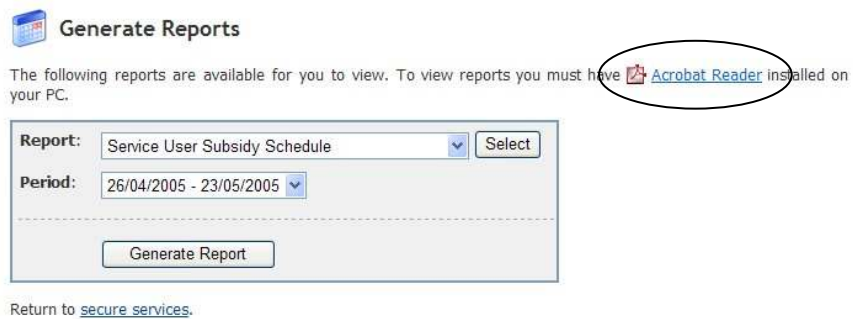 Generate Reports
The following reports are available for you to view. To view reports you must have Acrobat Reader installed on
your PC.
Report: Service User Subsidy Schedule Select
Period: 26/04/2005 - 23/05/2005
Generate Report
Return to secure services.